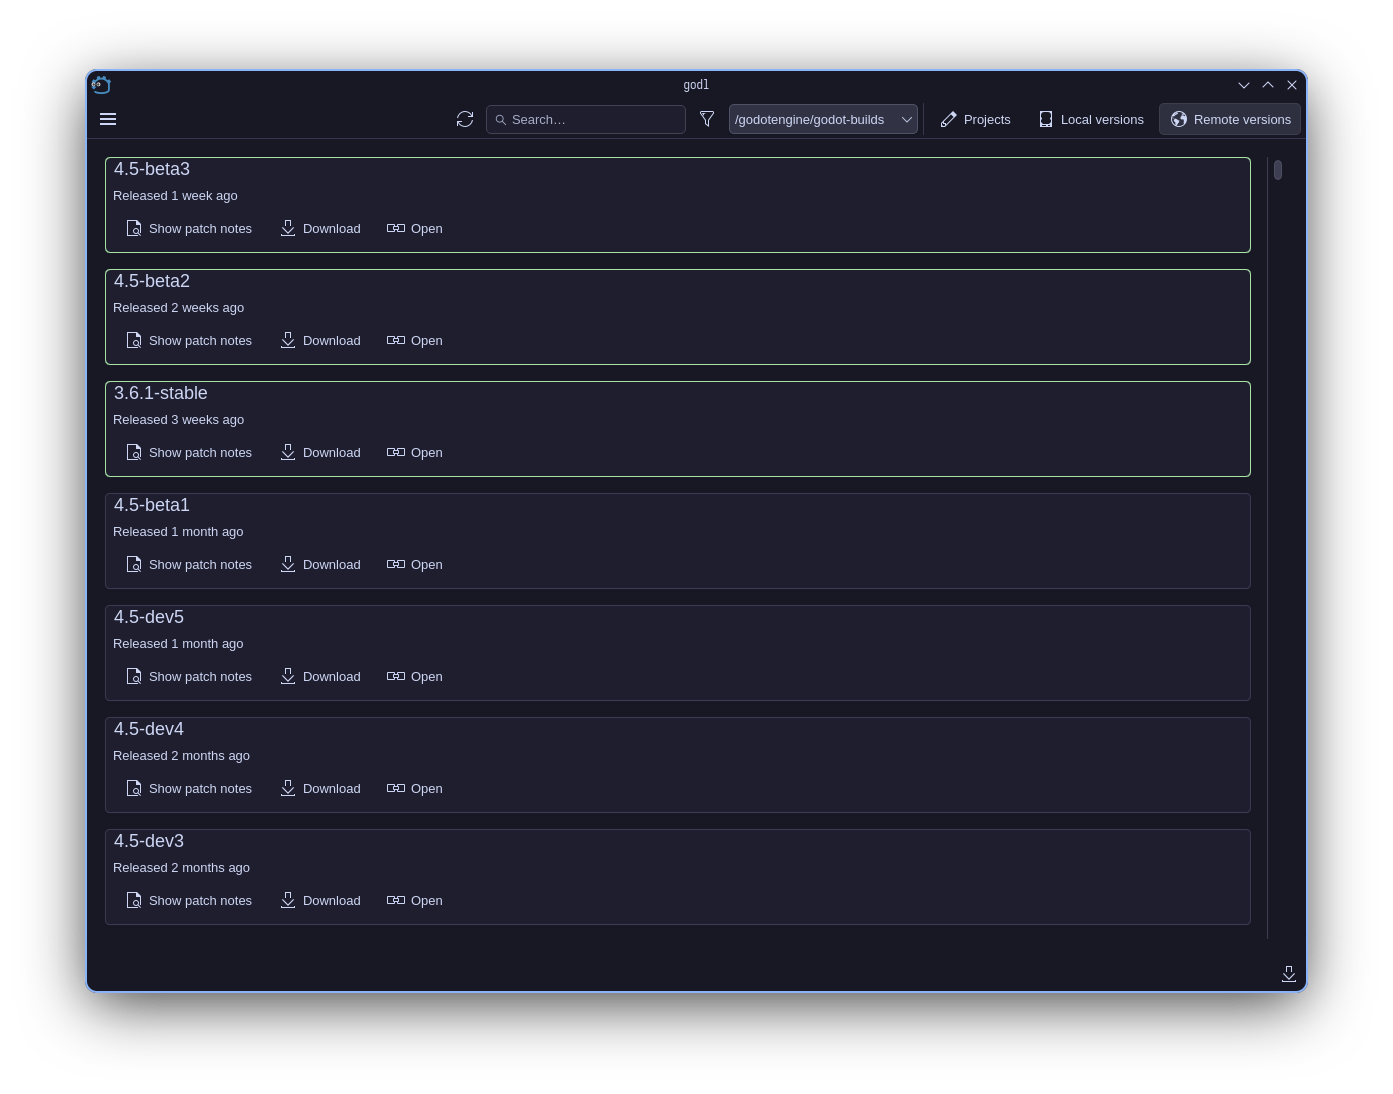 godl
Search…
/godotengine/godot-builds
Projects
Local versions
Remote versions
4.5-beta3
Released 1 week ago
Show patch notes Download Open
4.5-beta2
Released 2 weeks ago
Show patch notes Download Open
3.6.1-stable
Released 3 weeks ago
Show patch notes Download Open
4.5-beta1
Released 1 month ago
Show patch notes Download Open
4.5-dev5
Released 1 month ago
Show patch notes Download Open
4.5-dev4
Released 2 months ago
Show patch notes Download Open
4.5-dev3
Released 2 months ago
Show patch notes Download Open